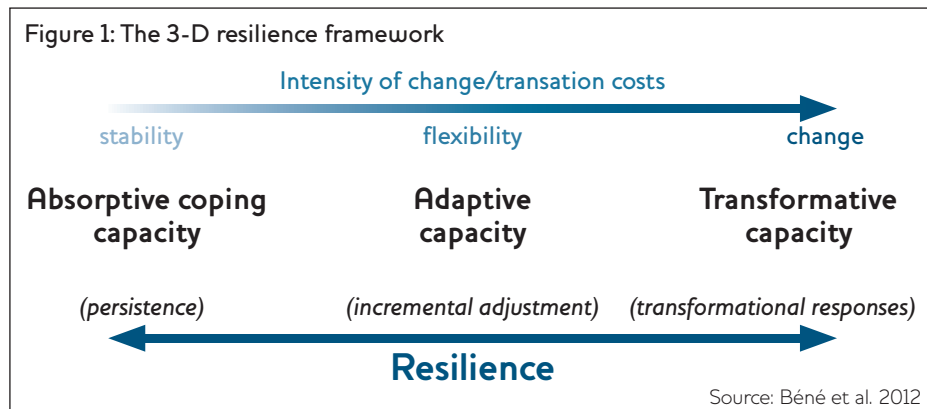 Figure 1: The 3-D resilience framework
Intensity of change/transation costs
stability flexibility change
Absorptive coping capacity
Adaptive capacity
Transformative capacity
(persistence) (incremental adjustment) (transformational responses)
Resilience
Source: Béné et al. 2012